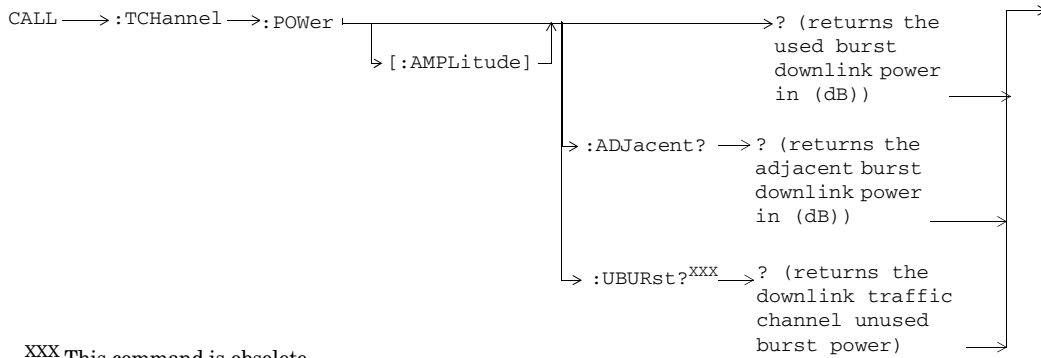 CALL :TCHannel :POWer
[:AMPLitude]
? (returns the
used burst
downlink power
in (dB))
:ADJacent? ? (returns the
adjacent burst
downlink power
in (dB))
:UBURst?XXX ? (returns the
downlink traffic
channel unused
burst power)
XXX This command is obsolete